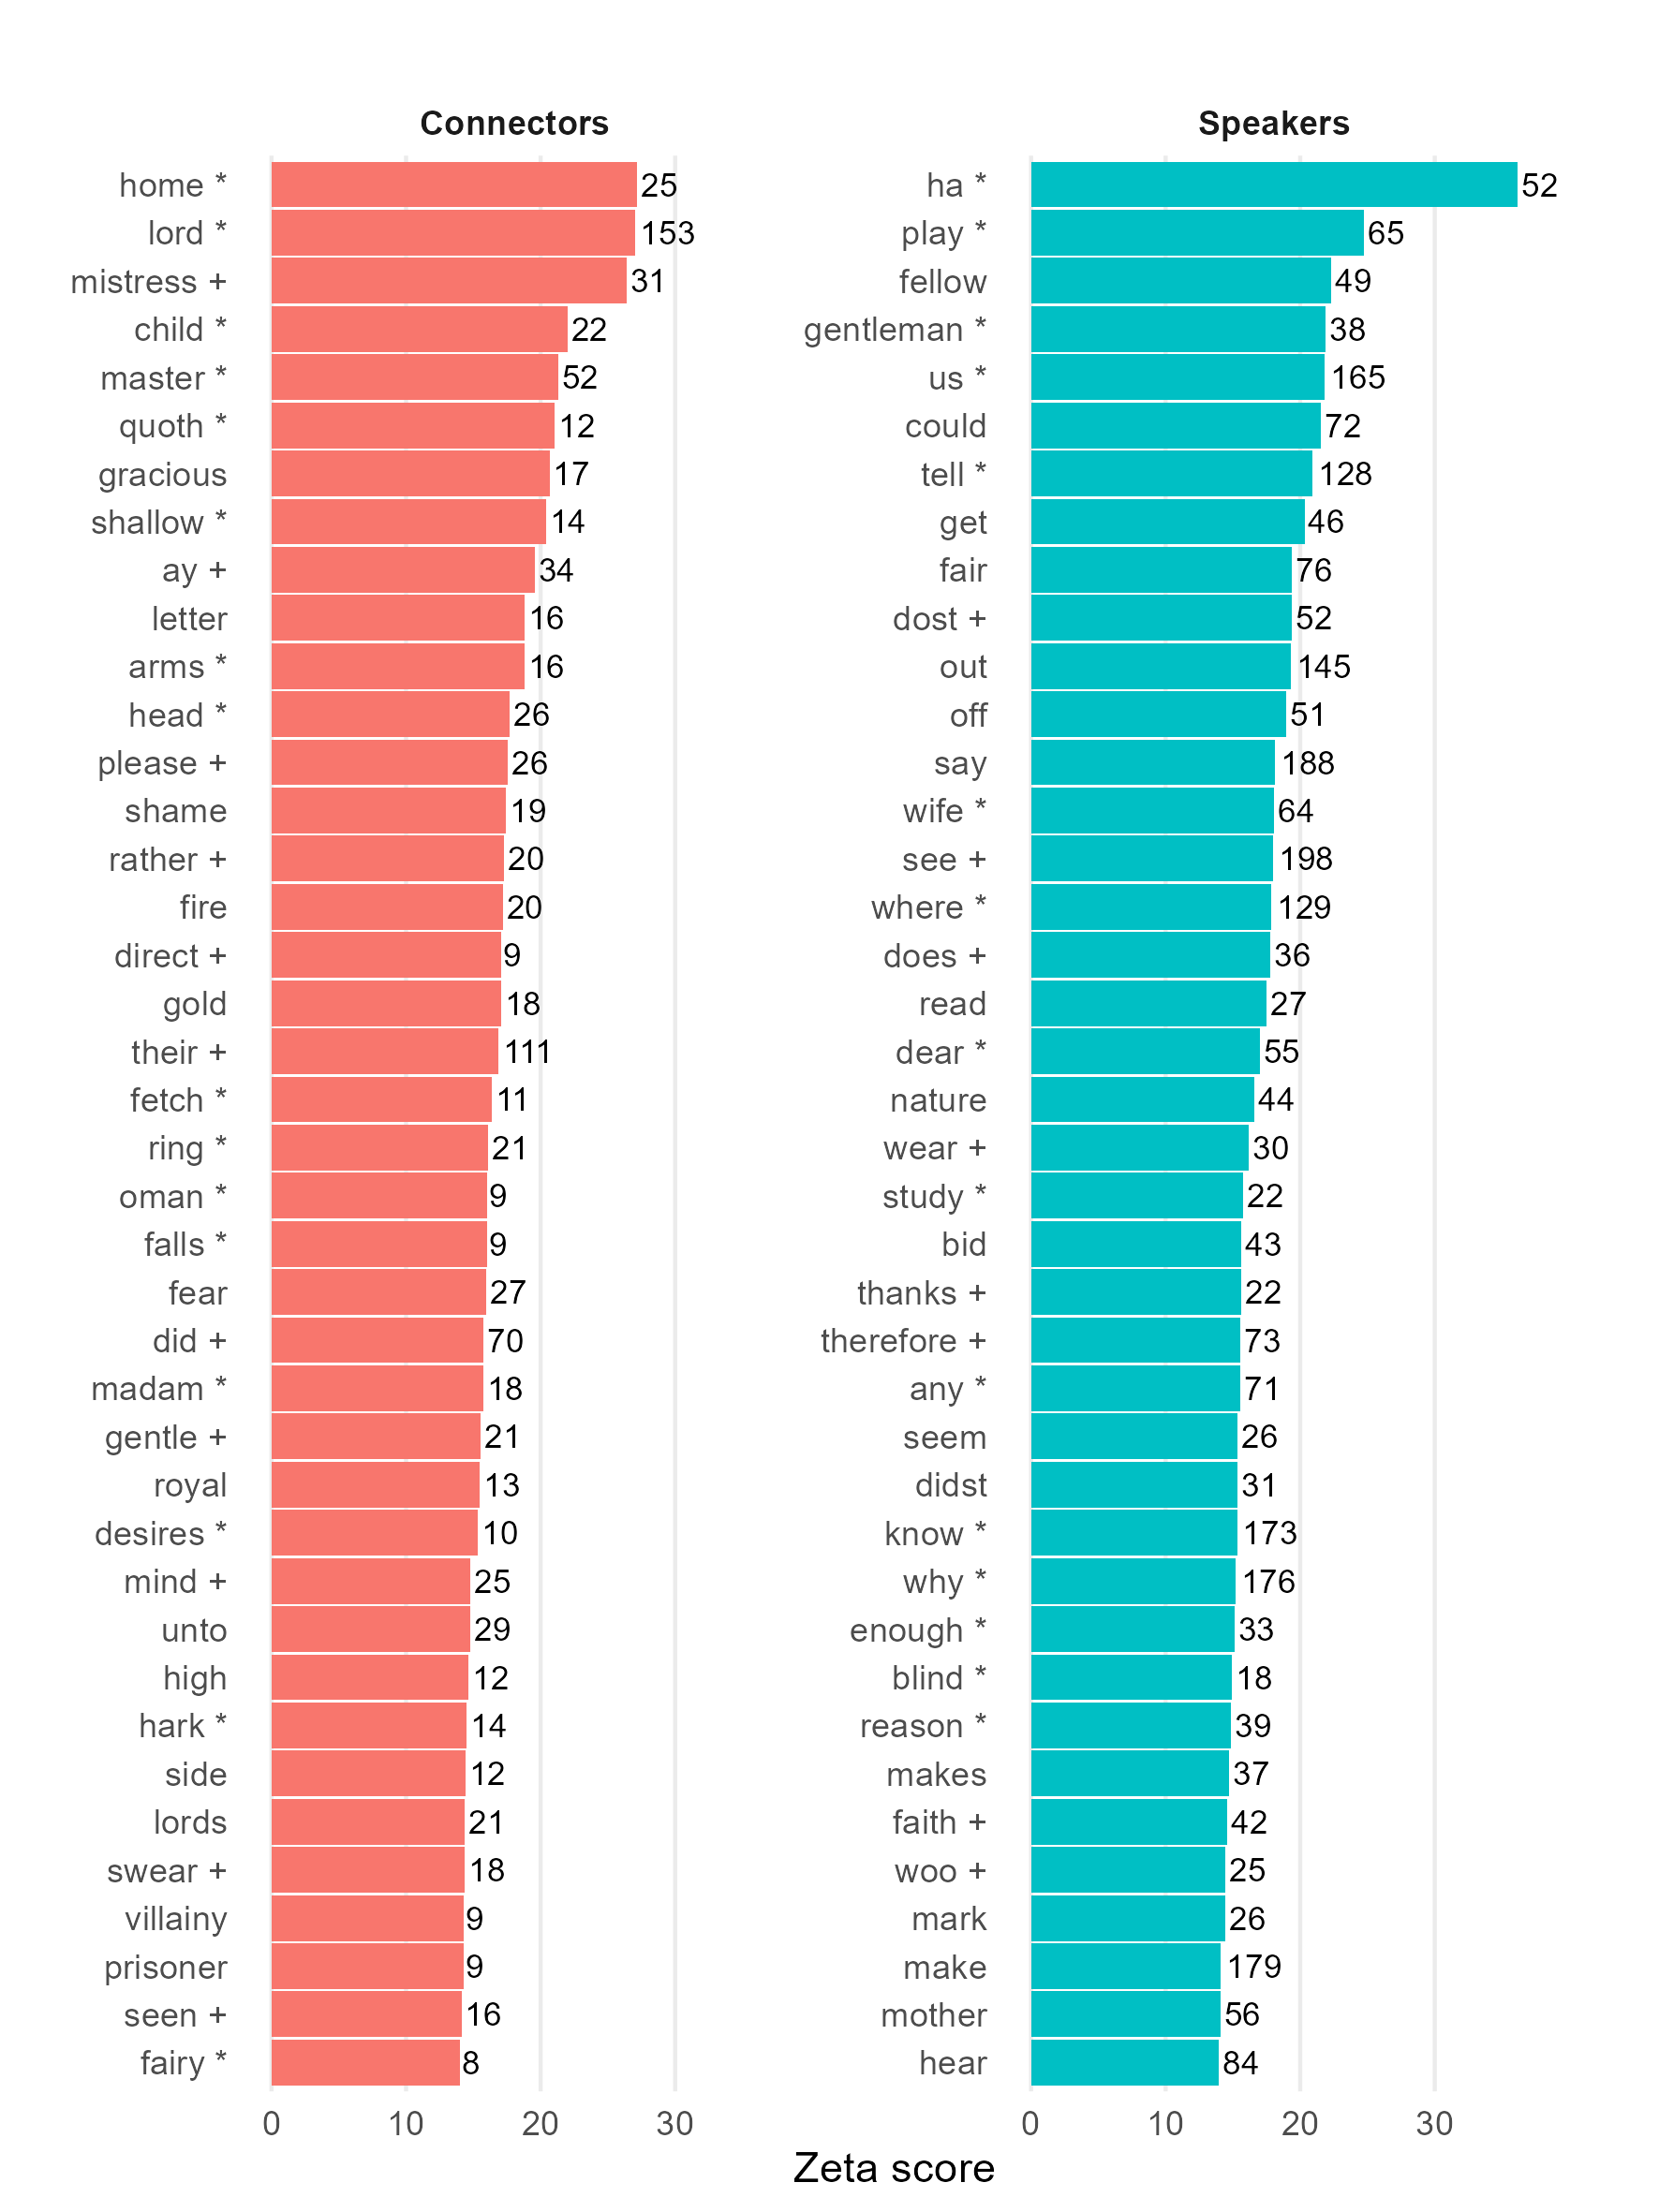 Connectors
home * 25
lord * 153
mistress + 31
child * 22
master * 52
quoth * 12
gracious 17
shallow * 14
ay + 34
letter 16
arms * 16
head * 26
please + 26
shame 19
rather + 20
fire 20
direct + 9
gold 18
their + 111
fetch * 11
ring * 21
oman * 9
falls * 9
fear 27
did + 70
madam * 18
gentle + 21
royal 13
desires * 10
mind + 25
unto 29
high 12
hark * 14
side 12
lords 21
swear + 18
villainy 9
prisoner 9
seen + 16
fairy * 8
0 10 20 30
Speakers
ha * 52
play * 65
fellow 49
gentleman * 38
us * 165
could 72
tell * 128
get 46
fair 76
dost + 52
out 145
off 51
say 188
wife * 64
see + 198
where * 129
does + 36
read 27
dear * 55
nature 44
wear + 30
study * 22
bid 43
thanks + 22
therefore + 73
any * 71
seem 26
didst 31
know * 173
why * 176
enough * 33
blind * 18
reason * 39
makes 37
faith + 42
woo + 25
mark 26
make 179
mother 56
hear 84
0 10 20 30
Zeta score